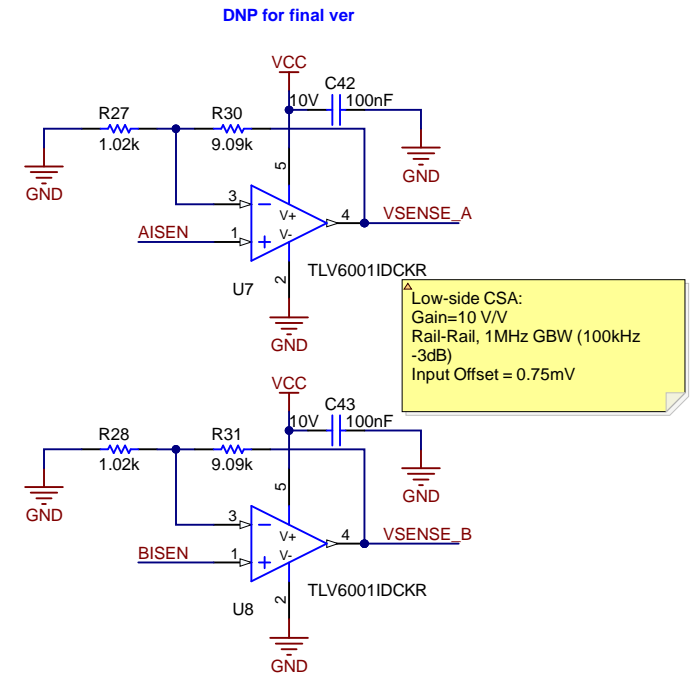 DNP for final ver
VCC
C42
10V 100nF
R27
R30
1.02k
9.09k
GND
GND
5
3
V+
4
VSENSE_A
AISEN
1
V-
2
TLV6001IDCKR
U7
GND
Low-side CSA:
Gain=10 V/V
Rail-Rail, 1MHz GBW (100kHz
-3dB)
Input Offset = 0.75mV
VCC
C43
10V 100nF
R28
R31
1.02k
9.09k
GND
GND
5
3
V+
4
VSENSE_B
BISEN
1
V-
2
TLV6001IDCKR
U8
GND